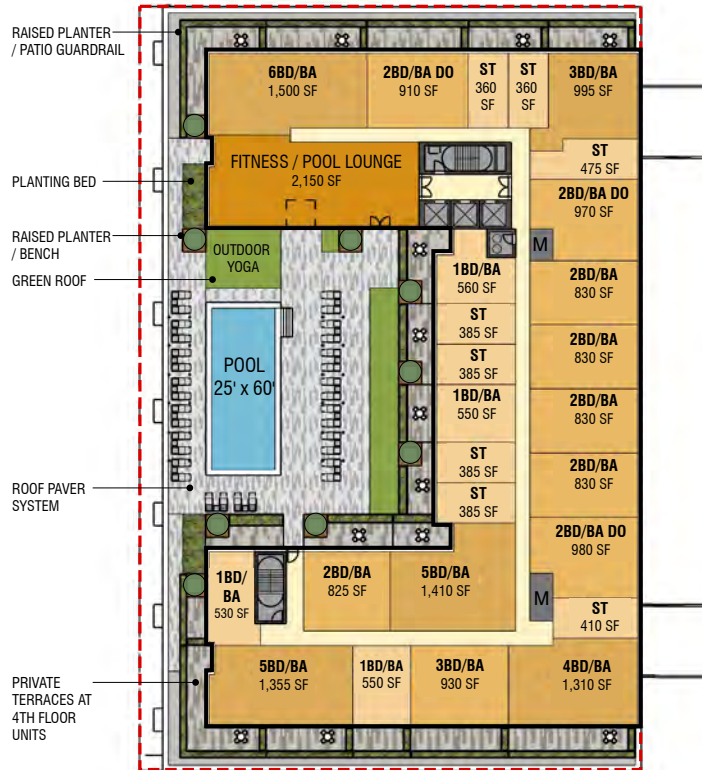 RAISED PLANTER
/ PATIO GUARDRAIL
PLANTING BED
RAISED PLANTER
/ BENCH
GREEN ROOF
ROOF PAVER
SYSTEM
PRIVATE
TERRACES AT
4TH FLOOR
UNITS
6BD/BA
1,500 SF
2BD/BA DO
910 SF
ST
360
SF
ST
360
SF
3BD/BA
995 SF
FITNESS / POOL LOUNGE
2,150 SF
ST
475 SF
2BD/BA DO
970 SF
M
OUTDOOR
YOGA
1BD/BA
560 SF
2BD/BA
830 SF
ST
385 SF
2BD/BA
830 SF
ST
385 SF
POOL
25' x 60'
1BD/BA
550 SF
2BD/BA
830 SF
ST
385 SF
2BD/BA
830 SF
ST
385 SF
2BD/BA DO
980 SF
1BD/
BA
530 SF
2BD/BA
825 SF
5BD/BA
1,410 SF
M
ST
410 SF
5BD/BA
1,355 SF
1BD/BA
550 SF
3BD/BA
930 SF
4BD/BA
1,310 SF